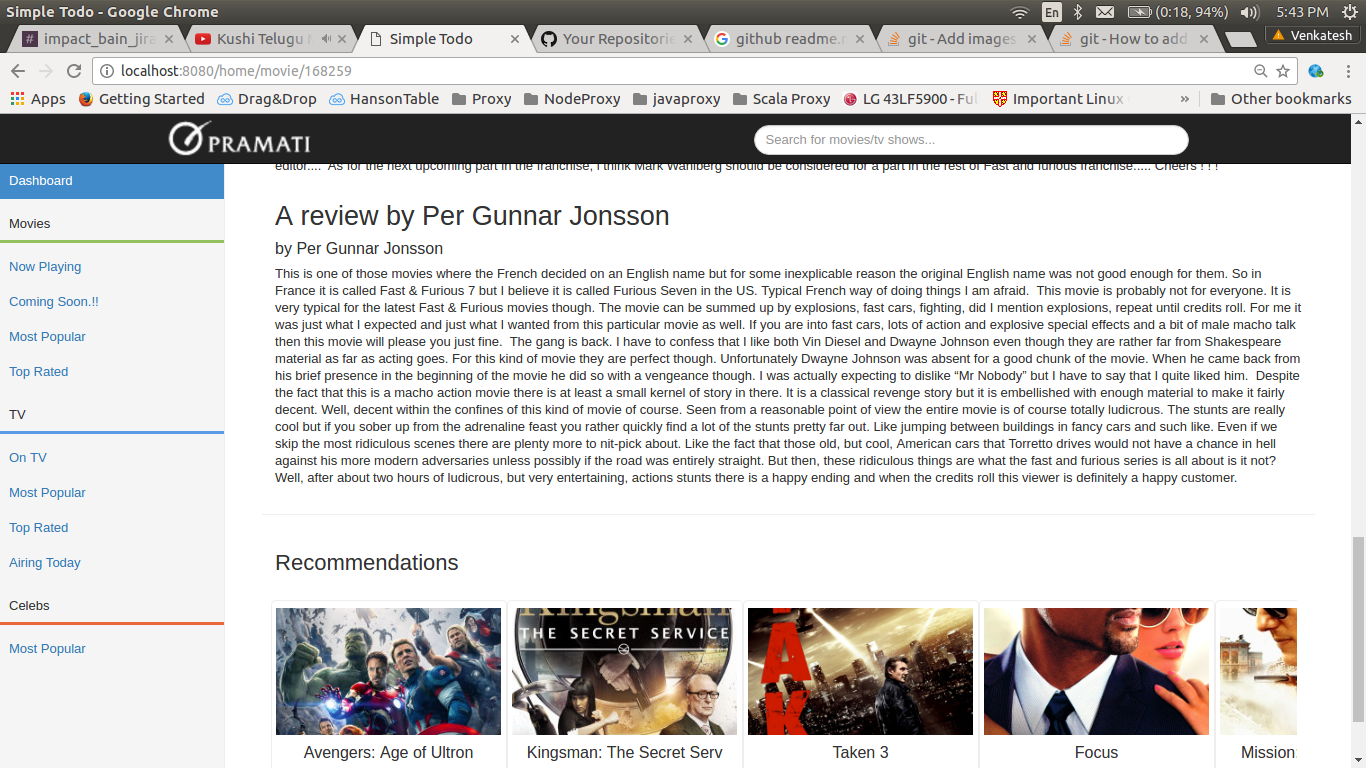 Simple Todo - Google Chrome
En (0:18, 94%) 5:43 PM
impact_bain_jira
Kushi Telugu
Simple Todo
Your Repositorie
github readme.m
git - Add images
git - How to add
Venkatesh
localhost:8080/home/movie/168259
Apps Getting Started Drag&Drop HansonTable Proxy NodeProxy javaproxy Scala Proxy LG 43LF5900 - Ful Important Linux » Other bookmarks
PRAMATI
Search for movies/tv shows...
Dashboard
Movies
Now Playing
Coming Soon.!!
Most Popular
Top Rated
TV
On TV
Most Popular
Top Rated
Airing Today
Celebs
Most Popular
editor.... As for the next upcoming part in the franchise, I think Mark Wahlberg should be considered for a part in the rest of Fast and furious franchise..... Cheers ! ! !
A review by Per Gunnar Jonsson
by Per Gunnar Jonsson
This is one of those movies where the French decided on an English name but for some inexplicable reason the original English name was not good enough for them. So in
France it is called Fast & Furious 7 but I believe it is called Furious Seven in the US. Typical French way of doing things I am afraid.  This movie is probably not for everyone. It is
very typical for the latest Fast & Furious movies though. The movie can be summed up by explosions, fast cars, fighting, did I mention explosions, repeat until credits roll. For me it
was just what I expected and just what I wanted from this particular movie as well. If you are into fast cars, lots of action and explosive special effects and a bit of male macho talk
then this movie will please you just fine.  The gang is back. I have to confess that I like both Vin Diesel and Dwayne Johnson even though they are rather far from Shakespeare
material as far as acting goes. For this kind of movie they are perfect though. Unfortunately Dwayne Johnson was absent for a good chunk of the movie. When he came back from
his brief presence in the beginning of the movie he did so with a vengeance though. I was actually expecting to dislike “Mr Nobody” but I have to say that I quite liked him.  Despite
the fact that this is a macho action movie there is at least a small kernel of story in there. It is a classical revenge story but it is embellished with enough material to make it fairly
decent. Well, decent within the confines of this kind of movie of course. Seen from a reasonable point of view the entire movie is of course totally ludicrous. The stunts are really
cool but if you sober up from the adrenaline feast you rather quickly find a lot of the stunts pretty far out. Like jumping between buildings in fancy cars and such like. Even if we
skip the most ridiculous scenes there are plenty more to nit-pick about. Like the fact that those old, but cool, American cars that Torretto drives would not have a chance in hell
against his more modern adversaries unless possibly if the road was entirely straight. But then, these ridiculous things are what the fast and furious series is all about is it not?
Well, after about two hours of ludicrous, but very entertaining, actions stunts there is a happy ending and when the credits roll this viewer is definitely a happy customer.
Recommendations
Kingsman
THE SECRET SERVICE
TAK
Avengers: Age of Ultron
Kingsman: The Secret Serv
Taken 3
Focus
Mission: